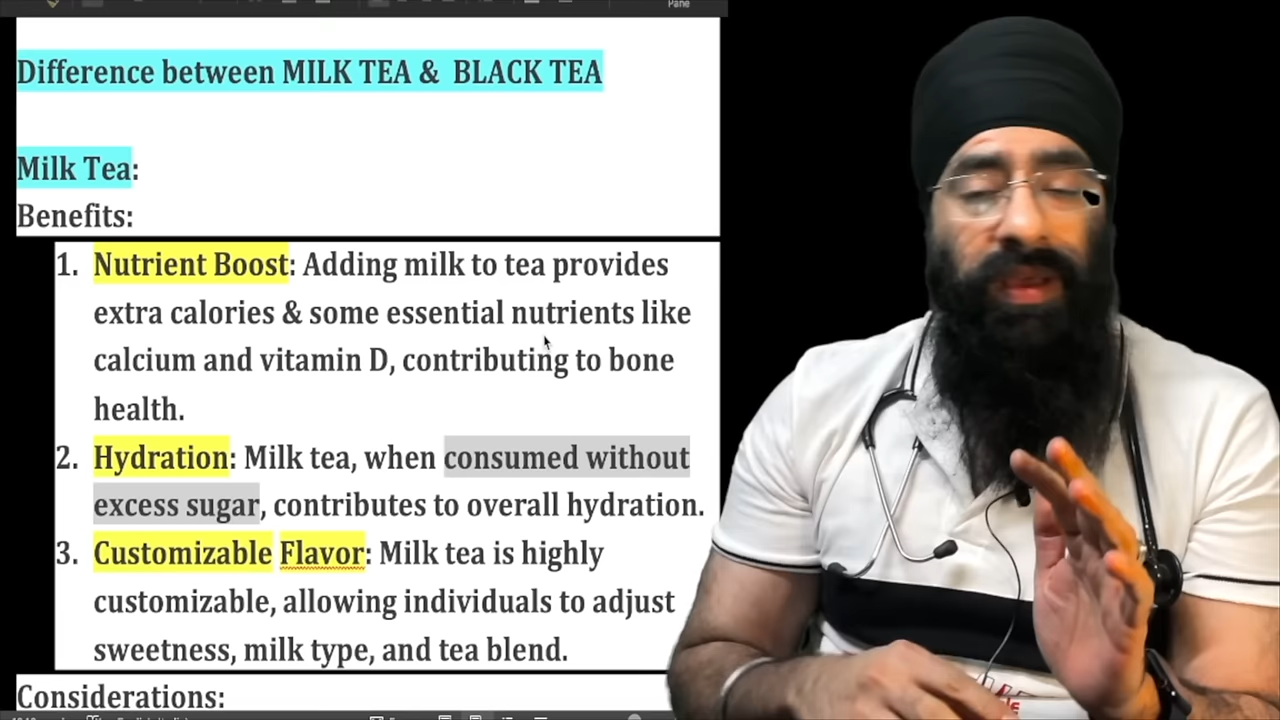 Pane
Difference between MILK TEA & BLACK TEA
Milk Tea:
Benefits:
1. Nutrient Boost: Adding milk to tea provides
extra calories & some essential nutrients like
calcium and vitamin D, contributing to bone
health.
2. Hydration: Milk tea, when consumed without
excess sugar, contributes to overall hydration.
3. Customizable Flavor: Milk tea is highly
customizable, allowing individuals to adjust
sweetness, milk type, and tea blend.
Considerations: